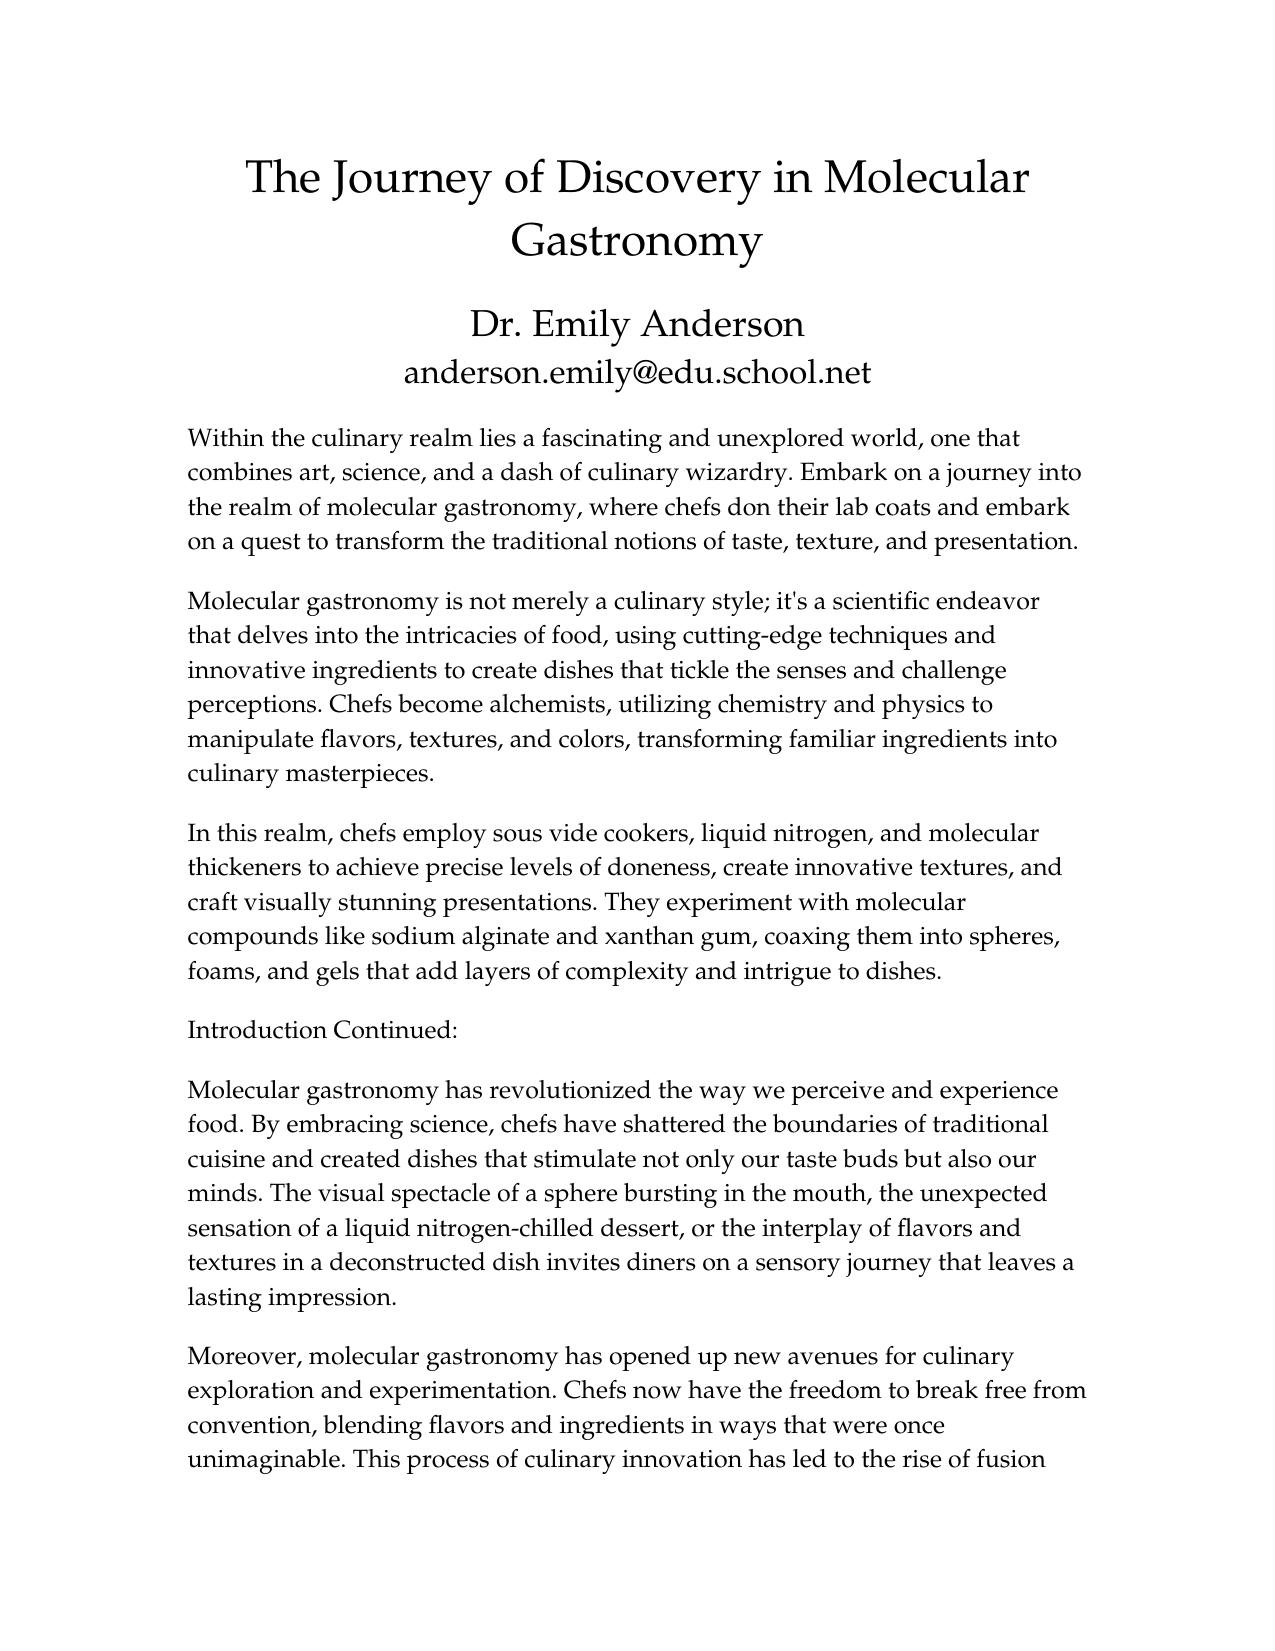 The Journey of Discovery in Molecular
Gastronomy
Dr. Emily Anderson
anderson.emily@edu.school.net
Within the culinary realm lies a fascinating and unexplored world, one that
combines art, science, and a dash of culinary wizardry. Embark on a journey into
the realm of molecular gastronomy, where chefs don their lab coats and embark
on a quest to transform the traditional notions of taste, texture, and presentation.
Molecular gastronomy is not merely a culinary style; it's a scientific endeavor
that delves into the intricacies of food, using cutting-edge techniques and
innovative ingredients to create dishes that tickle the senses and challenge
perceptions. Chefs become alchemists, utilizing chemistry and physics to
manipulate flavors, textures, and colors, transforming familiar ingredients into
culinary masterpieces.
In this realm, chefs employ sous vide cookers, liquid nitrogen, and molecular
thickeners to achieve precise levels of doneness, create innovative textures, and
craft visually stunning presentations. They experiment with molecular
compounds like sodium alginate and xanthan gum, coaxing them into spheres,
foams, and gels that add layers of complexity and intrigue to dishes.
Introduction Continued:
Molecular gastronomy has revolutionized the way we perceive and experience
food. By embracing science, chefs have shattered the boundaries of traditional
cuisine and created dishes that stimulate not only our taste buds but also our
minds. The visual spectacle of a sphere bursting in the mouth, the unexpected
sensation of a liquid nitrogen-chilled dessert, or the interplay of flavors and
textures in a deconstructed dish invites diners on a sensory journey that leaves a
lasting impression.
Moreover, molecular gastronomy has opened up new avenues for culinary
exploration and experimentation. Chefs now have the freedom to break free from
convention, blending flavors and ingredients in ways that were once
unimaginable. This process of culinary innovation has led to the rise of fusion